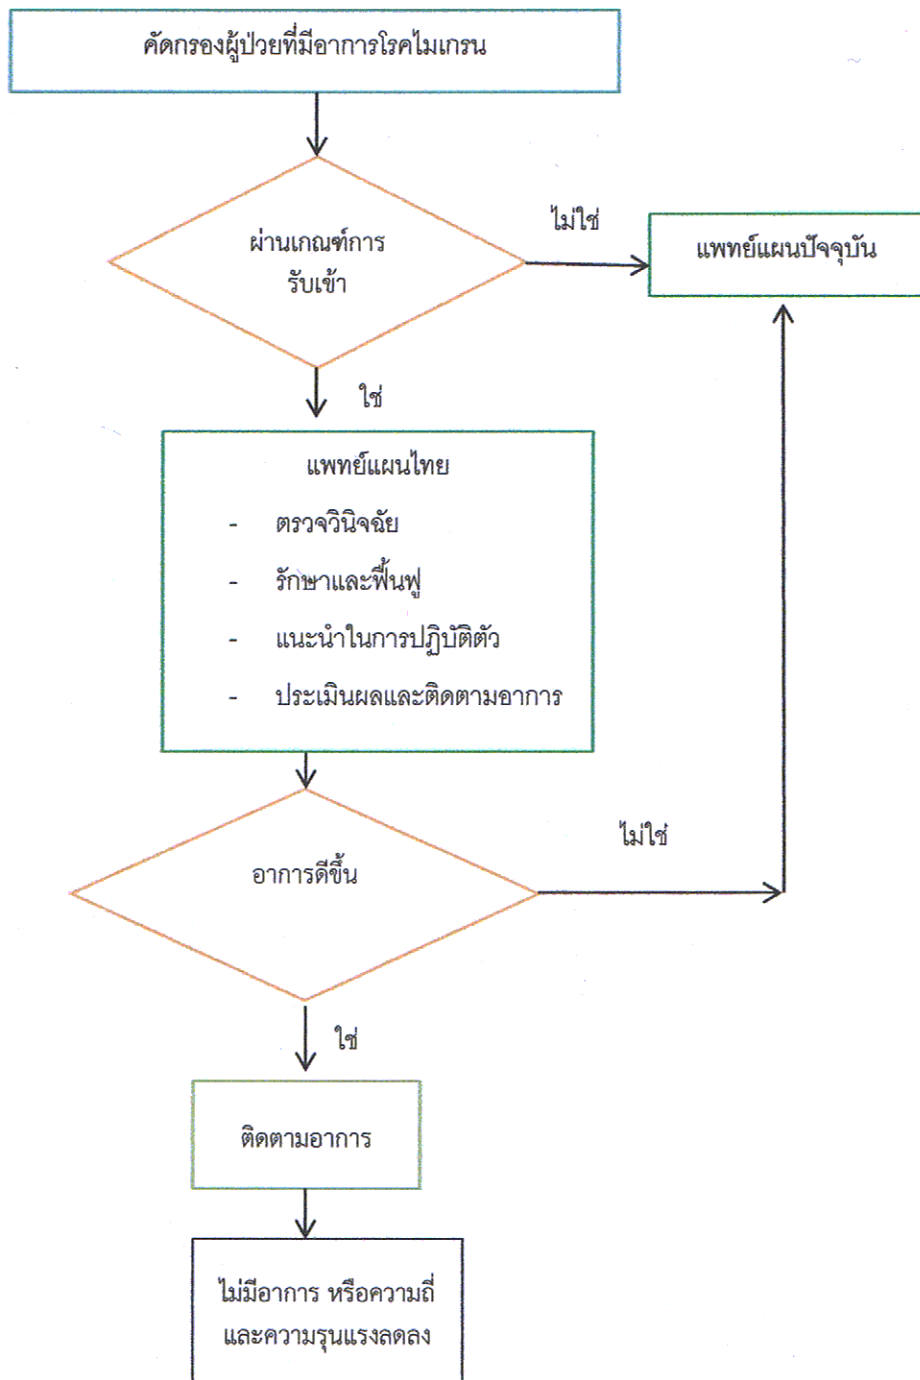 คัดกรองผู้ป่วยที่มีอาการโรคไมเกรน
ผ่านเกณฑ์การ
รับเข้า
ไม่ใช่
แพทย์แผนปัจจุบัน
ใช่
แพทย์แผนไทย
- ตรวจวินิจฉัย
- รักษาและฟื้นฟู
- แนะนำในการปฏิบัติตัว
- ประเมินผลและติดตามอาการ
อาการดีขึ้น
ไม่ใช่
ใช่
ติดตามอาการ
ไม่มีอาการ หรือความถี่
และความรุนแรงลดลง